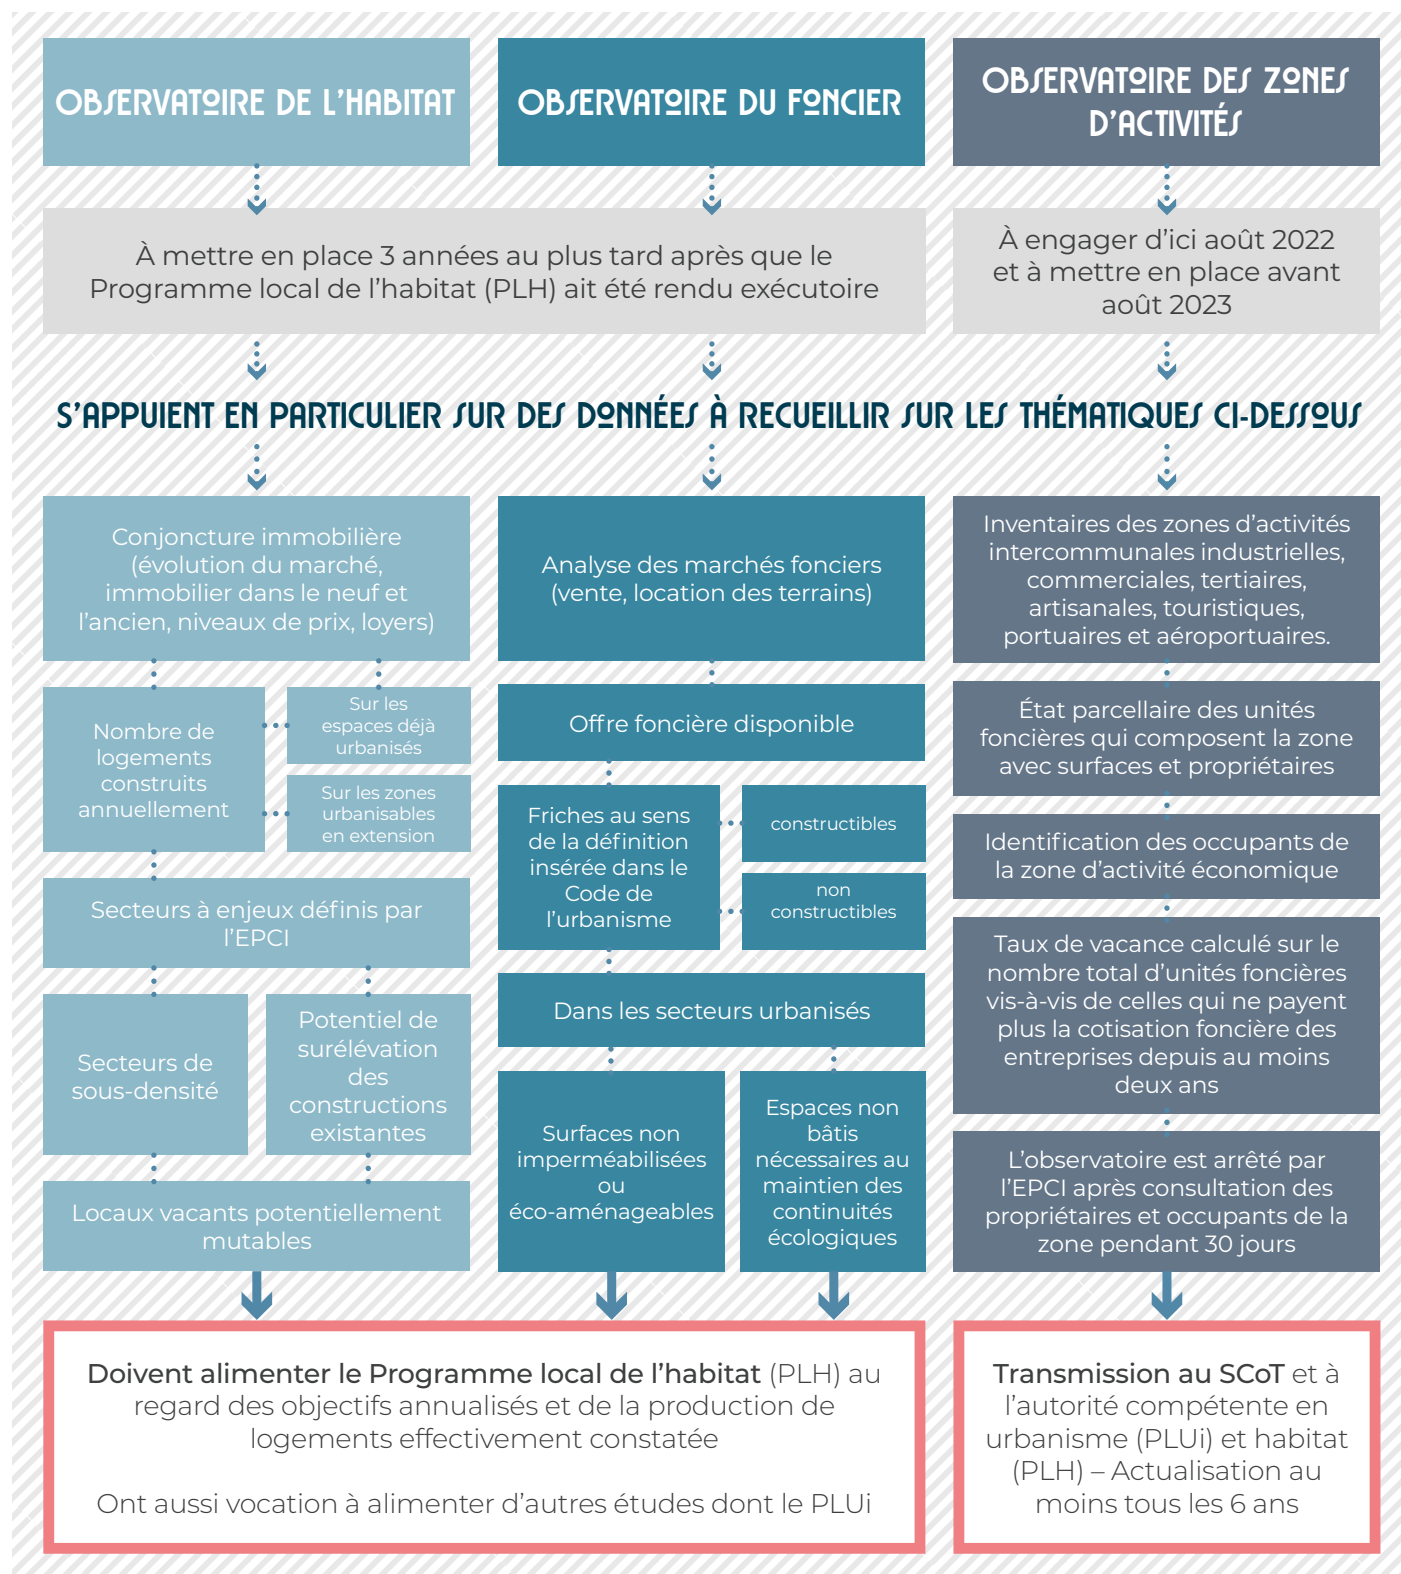 OBSERVATOIRE DE L'HABITAT
OBSERVATOIRE DU FONCIER
OBSERVATOIRE DES ZONES
D'ACTIVITÉS
À mettre en place 3 années au plus tard après que le
Programme local de l'habitat (PLH) ait été rendu exécutoire
À engager d'ici août 2022
et à mettre en place avant
août 2023
S'APPUIENT EN PARTICULIER SUR DES DONNÉES À RECUEILLIR SUR LES THÉMATIQUES CI-DESSOUS
Conjoncture immobilière
(évolution du marché,
immobilier dans le neuf et
l'ancien, niveaux de prix, loyers)
Nombre de
logements
construits
annuellement
Sur les
espaces déjà
urbanisés
Sur les zones
urbanisables
en extension
Secteurs à enjeux définis par
l'EPCI
Secteurs de
sous-densité
Potentiel de
surélévation
des
constructions
existantes
Locaux vacants potentiellement
mutables
Analyse des marchés fonciers
(vente, location des terrains)
Offre foncière disponible
Friches au sens
de la définition
insérée dans le
Code de
l'urbanisme
constructibles
non
constructibles
Dans les secteurs urbanisés
Surfaces non
imperméabilisées
ou
éco-aménageables
Espaces non
bâtis
nécessaires au
maintien des
continuités
écologiques
Inventaires des zones d'activités
intercommunales industrielles,
commerciales, tertiaires,
artisanales, touristiques,
portuaires et aéroportuaires.
État parcellaire des unités
foncières qui composent la zone
avec surfaces et propriétaires
Identification des occupants de
la zone d'activité économique
Taux de vacance calculé sur le
nombre total d'unités foncières
vis-à-vis de celles qui ne payent
plus la cotisation foncière des
entreprises depuis au moins
deux ans
L'observatoire est arrêté par
l'EPCI après consultation des
propriétaires et occupants de la
zone pendant 30 jours
Doivent alimenter le Programme local de l'habitat (PLH) au
regard des objectifs annualisés et de la production de
logements effectivement constatée
Ont aussi vocation à alimenter d'autres études dont le PLUi
Transmission au SCoT et à
l'autorité compétente en
urbanisme (PLUi) et habitat
(PLH) – Actualisation au
moins tous les 6 ans